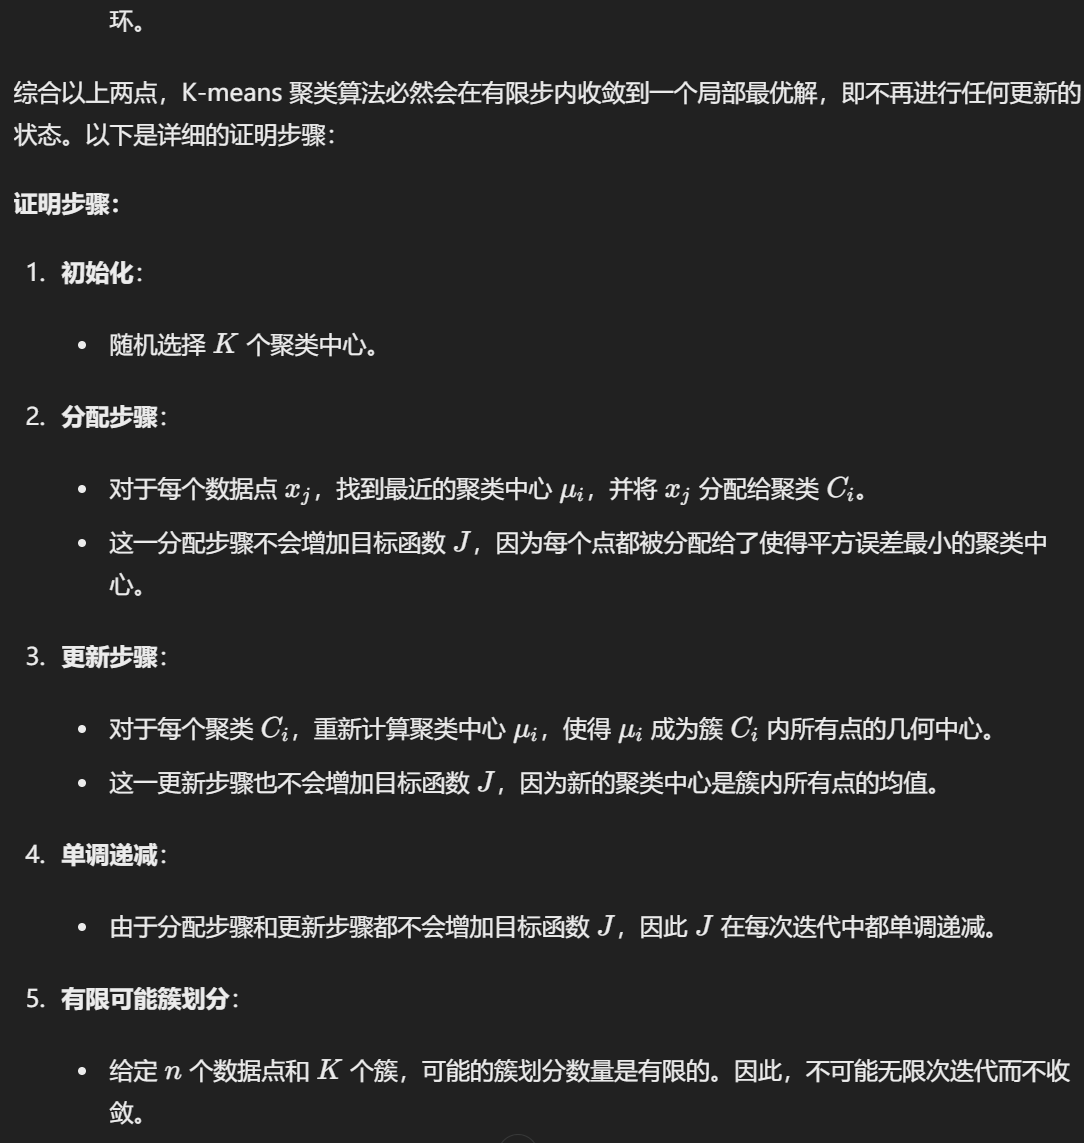 环。
综合以上两点，K-means 聚类算法必然会在有限步内收敛到一个局部最优解，即不再进行任何更新的
状态。以下是详细的证明步骤：
证明步骤：
1. 初始化：
• 随机选择 K 个聚类中心。
2. 分配步骤：
• 对于每个数据点 x_j，找到最近的聚类中心 μ_i，并将 x_j 分配给聚类 C_i。
• 这一分配步骤不会增加目标函数 J，因为每个点都被分配给了使得平方误差最小的聚类中
心。
3. 更新步骤：
• 对于每个聚类 C_i，重新计算聚类中心 μ_i，使得 μ_i 成为簇 C_i 内所有点的几何中心。
• 这一更新步骤也不会增加目标函数 J，因为新的聚类中心是簇内所有点的均值。
4. 单调递减：
• 由于分配步骤和更新步骤都不会增加目标函数 J，因此 J 在每次迭代中都单调递减。
5. 有限可能簇划分：
• 给定 n 个数据点和 K 个簇，可能的簇划分数量是有限的。因此，不可能无限次迭代而不收
敛。